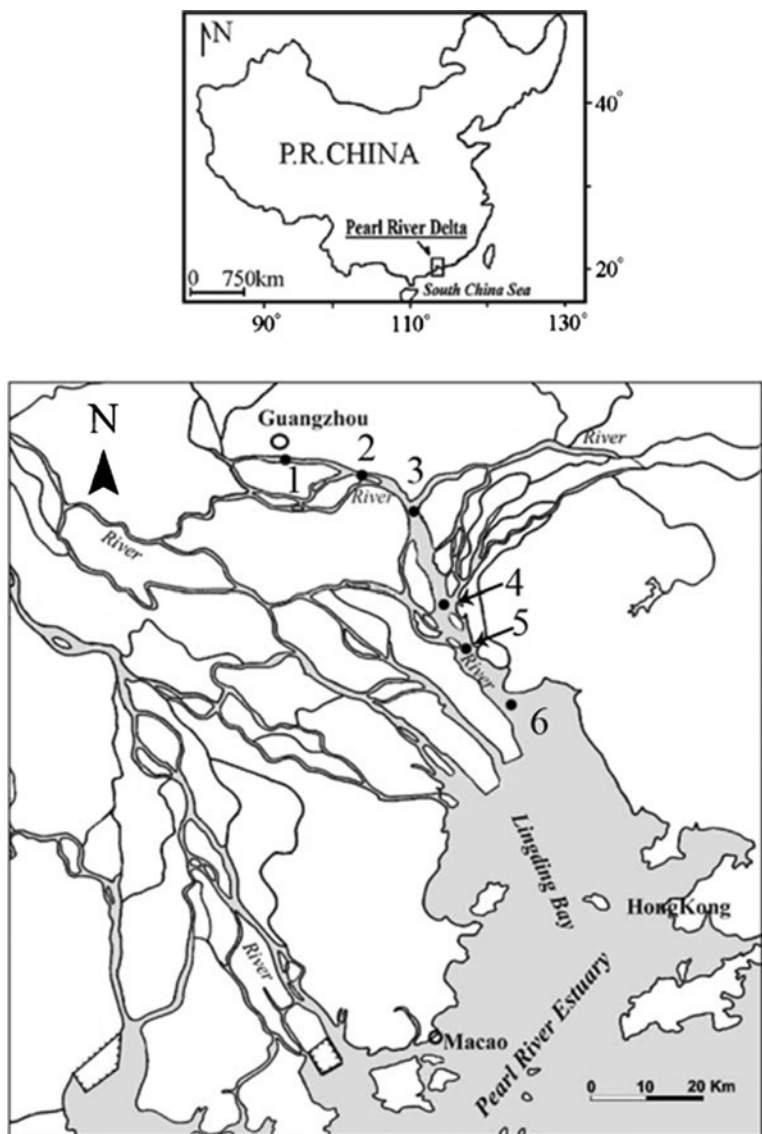 N
40°
P.R.CHINA
Pearl River Delta
0 750km
20°
South China Sea
90° 110° 130°
N
Guangzhou
River
1
2
3
River
River
4
5
River
6
Lingding Bay
HongKong
River
Macao
Pearl River Estuary
0 10 20 Km